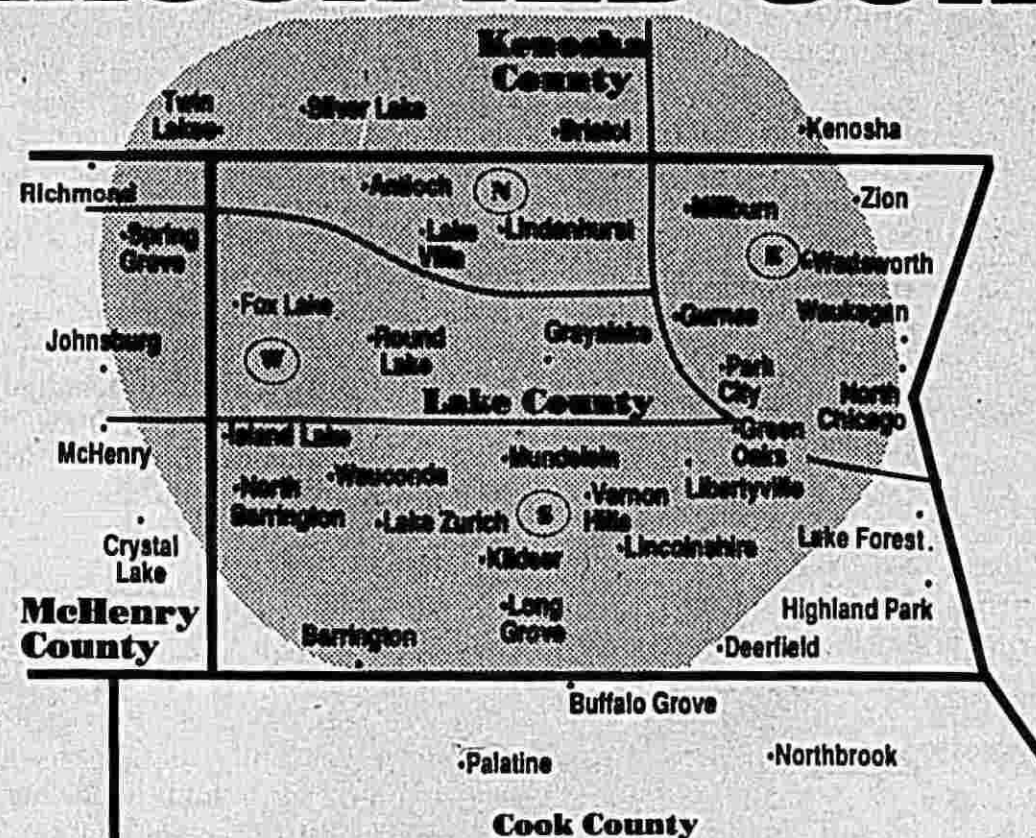 Kenosha
County
Twin
Lakes
Silver Lake
Bristol
Kenosha
Richmond
Antioch
N
Millburn
Zion
Spring
Grove
Lake
Villa
Lindenhurst
E
Wadsworth
Fox Lake
Gurnee
Waukegan
Johnsburg
W
Round
Lake
Grayslake
Park
City
North
Chicago
Lake County
Green
Oaks
McHenry
Island Lake
Mundelein
Wauconda
North
Barrington
Vernon
Hills
Libertyville
Lake Zurich
S
Lincolnshire
Lake Forest
Crystal
Lake
Kildeer
Long
Grove
Highland Park
McHenry
County
Barrington
Deerfield
Buffalo Grove
Palatine
Northbrook
Cook County